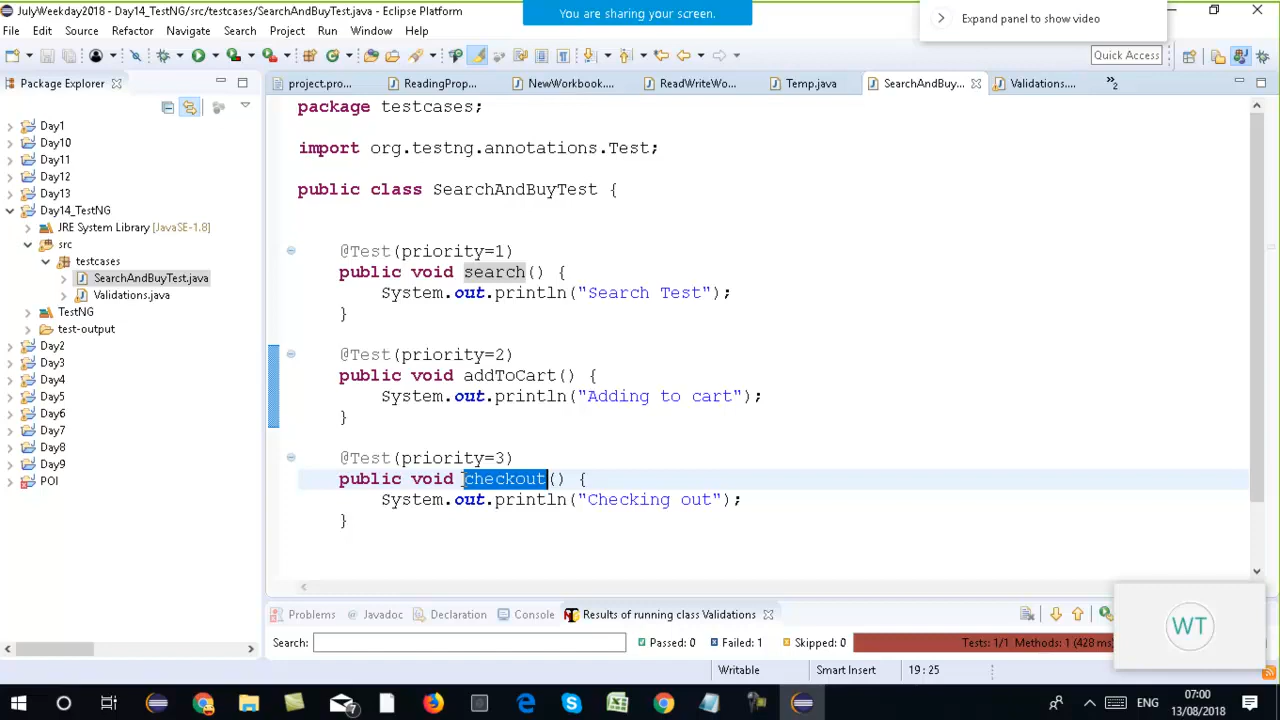 JulyWeekday2018 - Day14_TestNG/src/testcases/SearchAndBuyTest.java - Eclipse Platform
You are sharing your screen.
Expand panel to show video
File Edit Source Refactor Navigate Search Project Run Window Help
Quick Access
Package Explorer
project.pro...
ReadingProp...
NewWorkbook....
ReadWriteWo...
Temp.java
SearchAndBuy...
Validations....
2
Day1
Day10
Day11
Day12
Day13
Day14_TestNG
JRE System Library [JavaSE-1.8]
src
testcases
SearchAndBuyTest.java
Validations.java
TestNG
test-output
Day2
Day3
Day4
Day5
Day6
Day7
Day8
Day9
POI
package testcases;
import org.testng.annotations.Test;
public class SearchAndBuyTest {
@Test(priority=1)
public void search() {
System.out.println("Search Test");
}
@Test(priority=2)
public void addToCart() {
System.out.println("Adding to cart");
}
@Test(priority=3)
public void checkout() {
System.out.println("Checking out");
}
Problems @ Javadoc Declaration Console Results of running class Validations
Search: Passed: 0 Failed: 1 Skipped: 0 Tests: 1/1 Methods: 1 (428 ms)
WT
Writable Smart Insert 19 : 25
7
ENG
07:00
13/08/2018